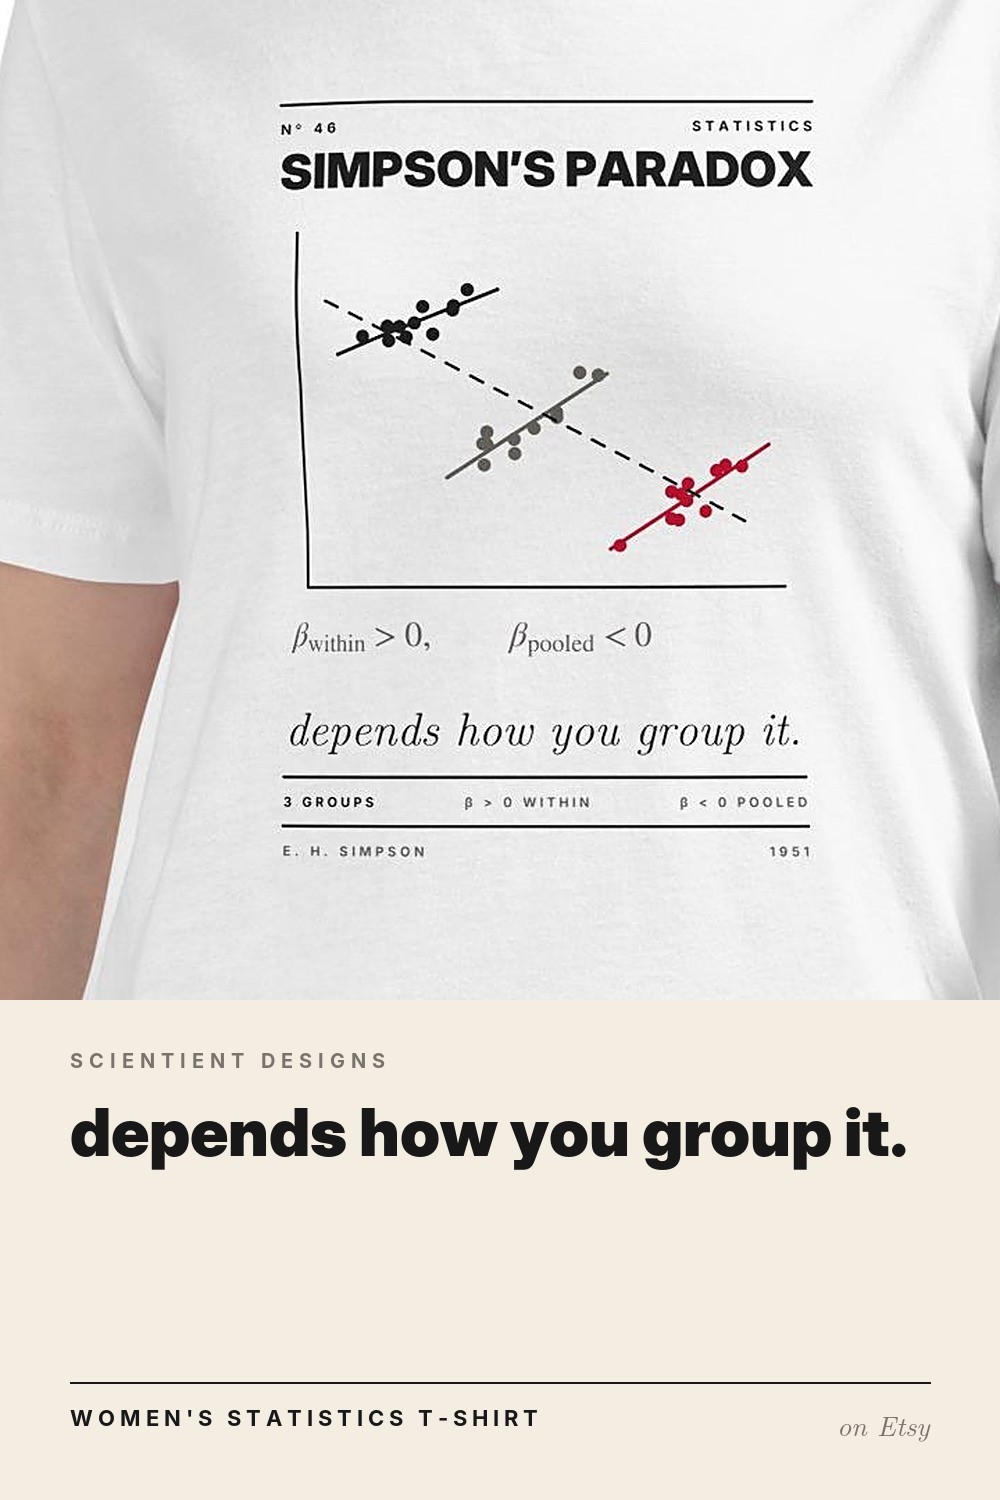 Nº 46
STATISTICS
SIMPSON'S PARADOX
βwithin > 0, βpooled < 0
depends how you group it.
3 GROUPS
β > 0 WITHIN
β < 0 POOLED
E. H. SIMPSON
1951
SCIENTIENT DESIGNS
depends how you group it.
WOMEN'S STATISTICS T-SHIRT
on Etsy